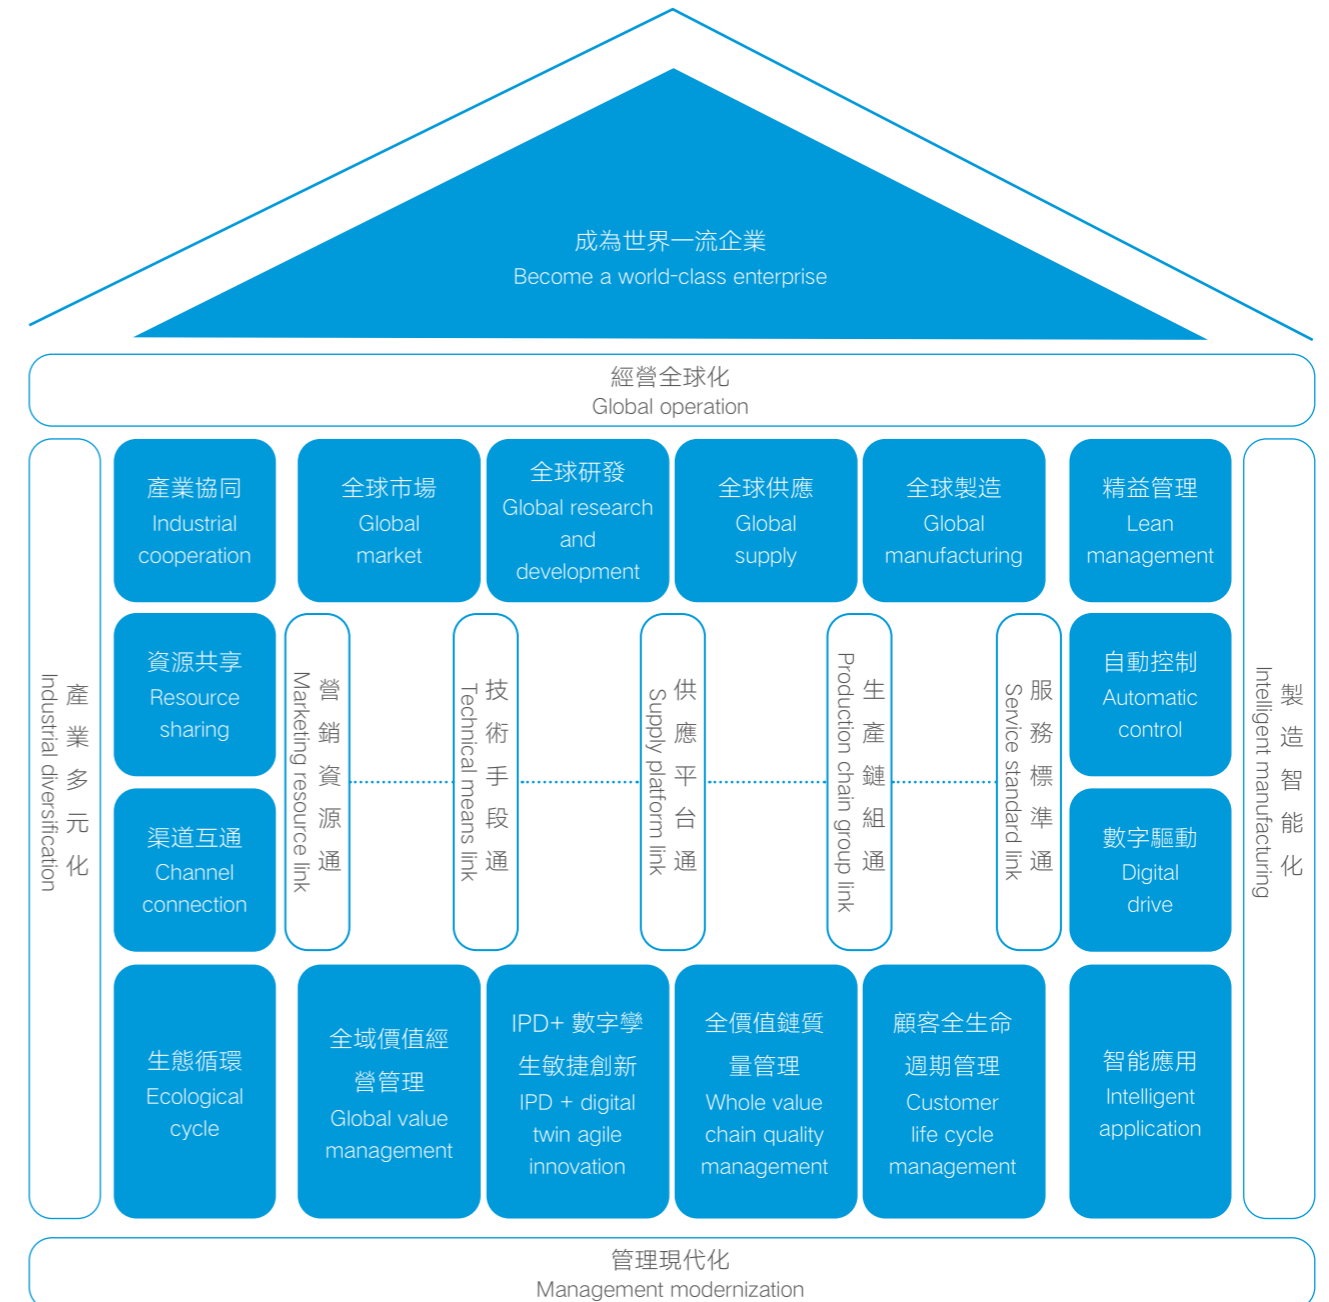 成為世界一流企業
Become a world-class enterprise
經營全球化
Global operation
產業多元化
Industrial diversification
產業協同
Industrial
cooperation
全球市場
Global
market
全球研發
Global research
and
development
全球供應
Global
supply
全球製造
Global
manufacturing
精益管理
Lean
management
製造智能化
Intelligent manufacturing
資源共享
Resource
sharing
渠道互通
Channel
connection
營銷資源通
Marketing resource link
技術手段通
Technical means link
供應平台通
Supply platform link
生產鏈組通
Production chain group link
服務標準通
Service standard link
自動控制
Automatic
control
數字驅動
Digital
drive
生態循環
Ecological
cycle
全域價值經
營管理
Global value
management
IPD+ 數字孿
生敏捷創新
IPD + digital
twin agile
innovation
全價值鏈質
量管理
Whole value
chain quality
management
顧客全生命
週期管理
Customer
life cycle
management
智能應用
Intelligent
application
管理現代化
Management modernization